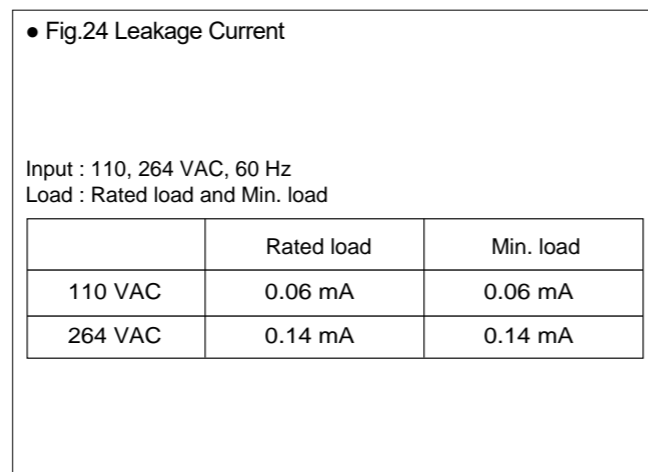 ● Fig.24 Leakage Current
Input : 110, 264 VAC, 60 Hz
Load : Rated load and Min. load
Rated load Min. load
110 VAC 0.06 mA 0.06 mA
264 VAC 0.14 mA 0.14 mA